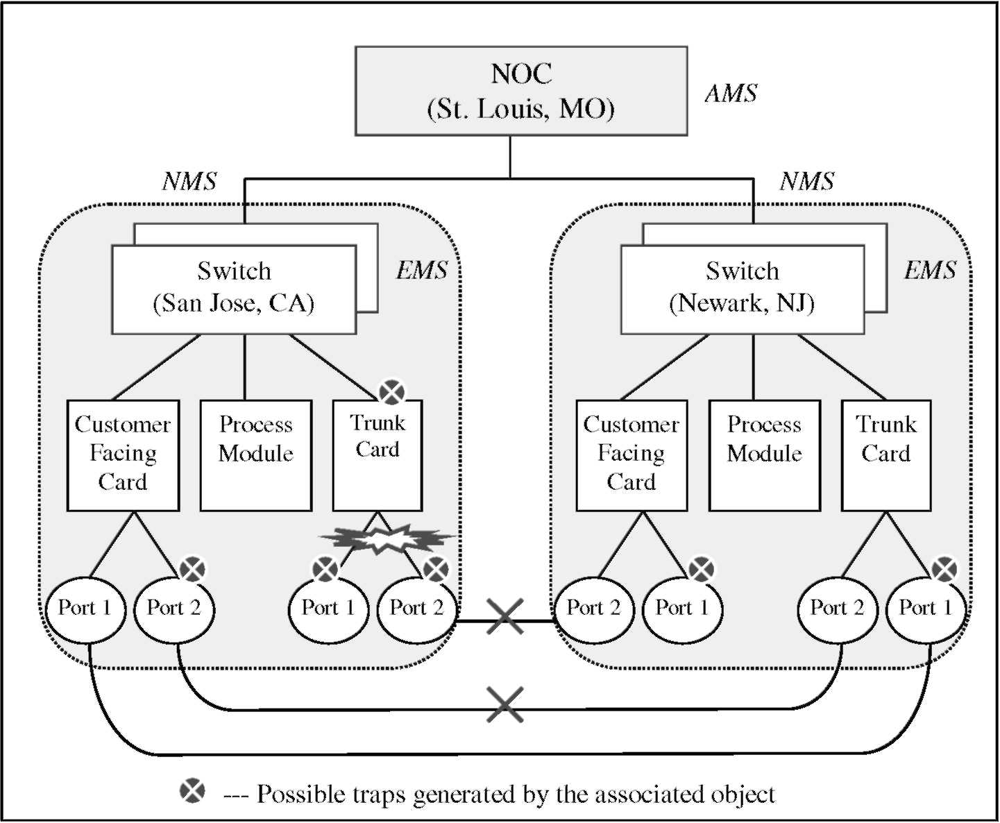 NOC
(St. Louis, MO)
AMS
NMS
NMS
Switch
(San Jose, CA)
EMS
Switch
(Newark, NJ)
EMS
Customer
Facing
Card
Process
Module
Trunk
Card
Customer
Facing
Card
Process
Module
Trunk
Card
Port 1
Port 2
Port 1
Port 2
Port 2
Port 1
Port 2
Port 1
--- Possible traps generated by the associated object